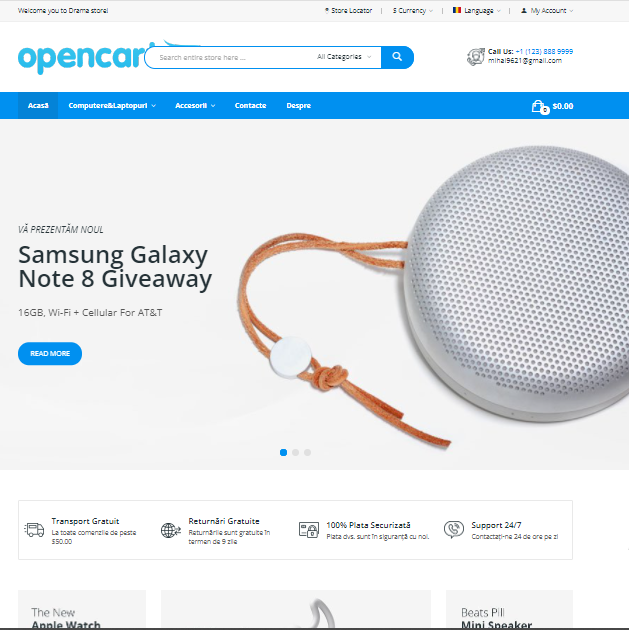 Welcome you to Drama store!
Store Locator
$ Currency
Language
My Account
opencar
Search entire store here ...
All Categories
Call Us: +1 (123) 888 9999
mihai9621@gmail.com
Acasă
Computere&Laptopuri
Accesorii
Contacte
Despre
0
$0.00
VĂ PREZENTĂM NOUL
Samsung Galaxy
Note 8 Giveaway
16GB, Wi-Fi + Cellular For AT&T
READ MORE
Transport Gratuit
La toate comenzile de peste
$50.00
Returnări Gratuite
Returnările sunt gratuite în
termen de 9 zile
100% Plata Securizată
Plata dvs. sunt în siguranță cu noi.
Support 24/7
Contactați-ne 24 de ore pe zi
The New
Apple Watch
Beats Pill
Mini Speaker